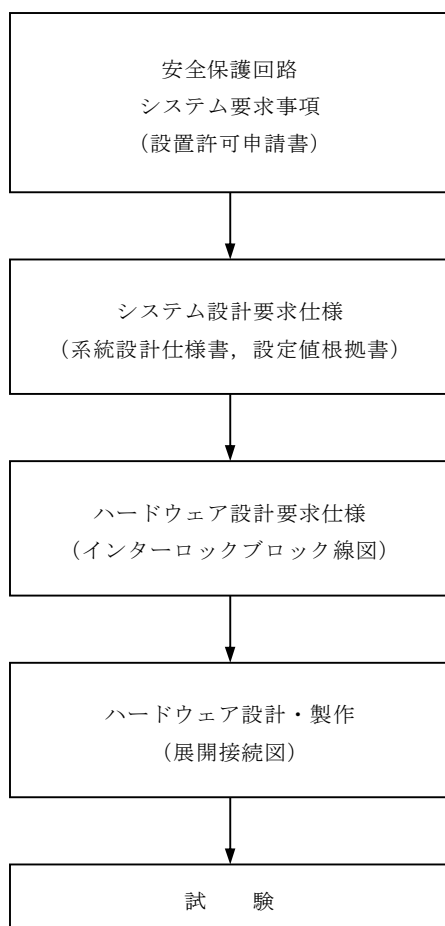 安全保護回路
システム要求事項
（設置許可申請書）
システム設計要求仕様
（系統設計仕様書，設定値根拠書）
ハードウェア設計要求仕様
（インターロックブロック線図）
ハードウェア設計・製作
（展開接続図）
試　　験